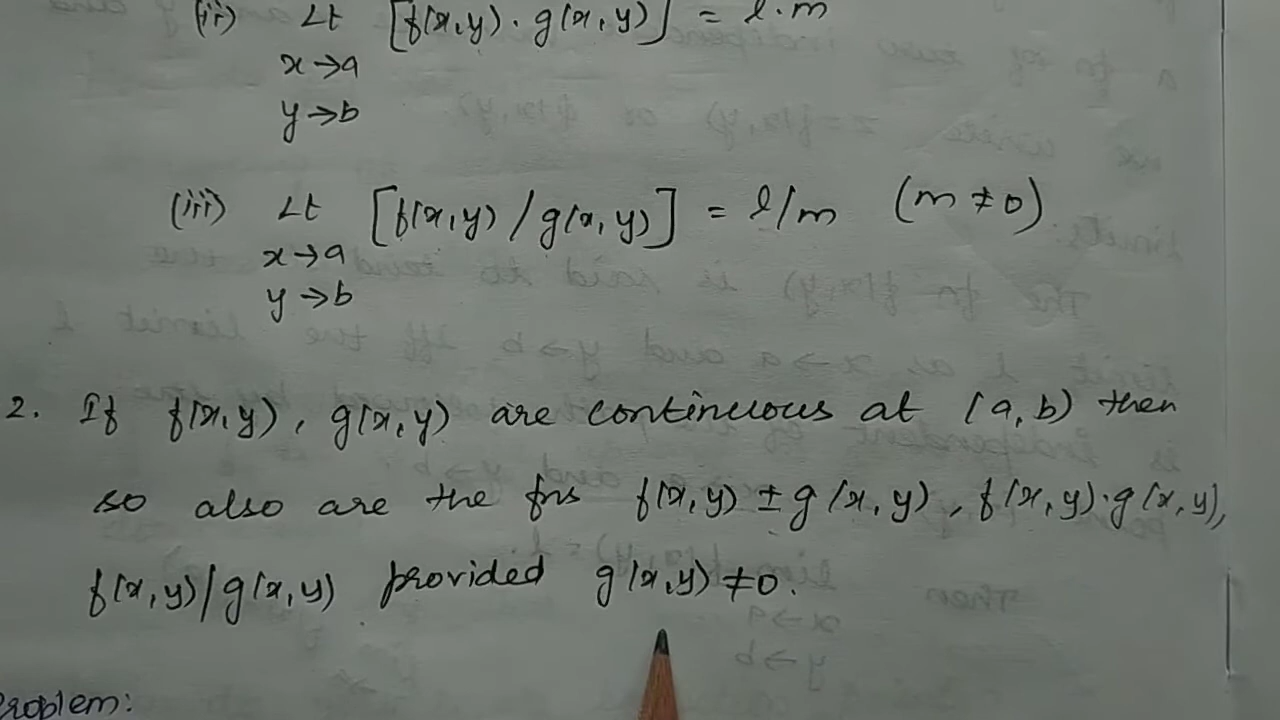 (ii) Lt [f(x,y) · g(x,y)] = l·m
x→a
y→b
(iii) Lt [f(x,y) / g(x,y)] = l/m (m ≠ 0)
x→a
y→b
2. If f(x,y), g(x,y) are continuous at (a,b) then
so also are the fns f(x,y) ± g(x,y), f(x,y)·g(x,y),
f(x,y)/g(x,y) provided g(x,y) ≠ 0.
Problem: